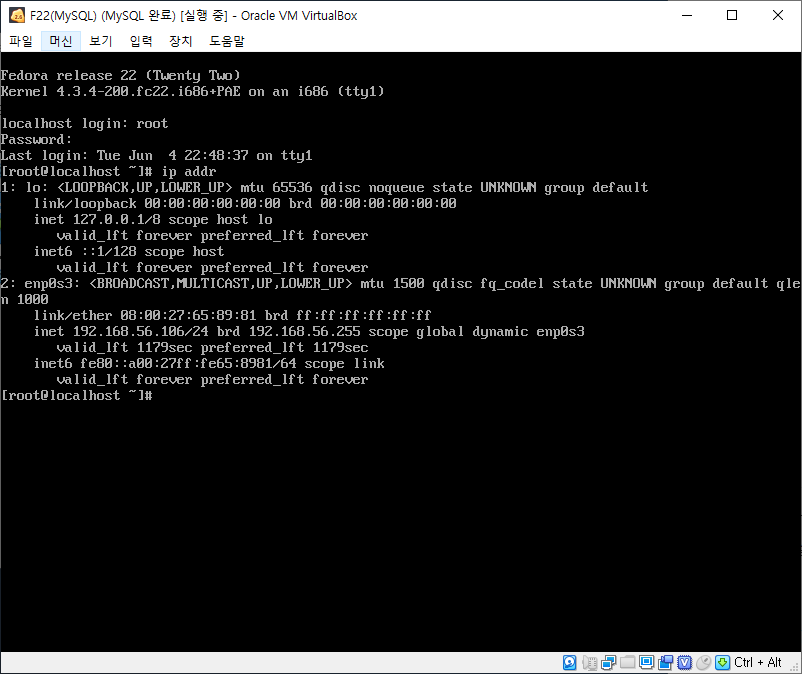 F22(MySQL) (MySQL 완료) [실행 중] - Oracle VM VirtualBox
파일 머신 보기 입력 장치 도움말
Fedora release 22 (Twenty Two)
Kernel 4.3.4-200.fc22.i686+PAE on an i686 (tty1)
localhost login: root
Password:
Last login: Tue Jun  4 22:48:37 on tty1
[root@localhost ~]# ip addr
1: lo: <LOOPBACK,UP,LOWER_UP> mtu 65536 qdisc noqueue state UNKNOWN group default
link/loopback 00:00:00:00:00:00 brd 00:00:00:00:00:00
inet 127.0.0.1/8 scope host lo
valid_lft forever preferred_lft forever
inet6 ::1/128 scope host
valid_lft forever preferred_lft forever
2: enp0s3: <BROADCAST,MULTICAST,UP,LOWER_UP> mtu 1500 qdisc fq_codel state UNKNOWN group default qle
n 1000
link/ether 08:00:27:65:89:81 brd ff:ff:ff:ff:ff:ff
inet 192.168.56.106/24 brd 192.168.56.255 scope global dynamic enp0s3
valid_lft 1179sec preferred_lft 1179sec
inet6 fe80::a00:27ff:fe65:8981/64 scope link
valid_lft forever preferred_lft forever
[root@localhost ~]#
Ctrl + Alt